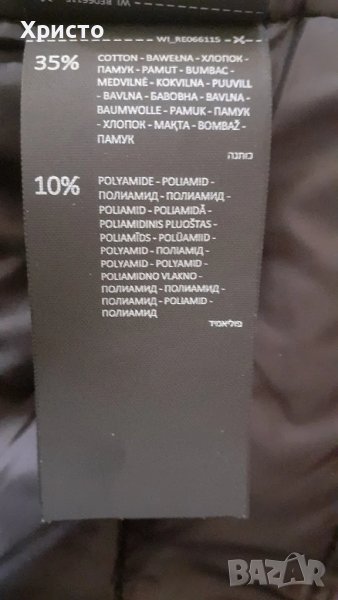 Христо
WI_RE066115
WI_RE066115
35% COTTON - BAWEŁNA - ХЛОПОК -
ПАМУК - PAMUT - BUMBAC -
MEDVILNĖ - KOKVILNA - PUUVILL
- BAVLNA - БАВОВНА - BAVLNA -
BAUMWOLLE - PAMUK - ПАМУК
- ХЛОПОК - МАҚТА - BOMBAŽ -
ПАМУК
כותנה
10% POLYAMIDE - POLIAMID -
ПОЛИАМИД - ПОЛИАМИД -
POLIAMID - POLIAMIDĂ -
POLIAMIDINIS PLUOŠTAS -
POLIAMĪDS - POLÜAMIID -
POLYAMID - ПОЛІАМІД -
POLYAMID - POLYAMID -
POLIAMIDNO VLAKNO -
ПОЛИАМИД - ПОЛИАМИД -
ПОЛИАМИД - POLIAMID -
ПОЛИАМИД
פוליאמיד
BAZAR